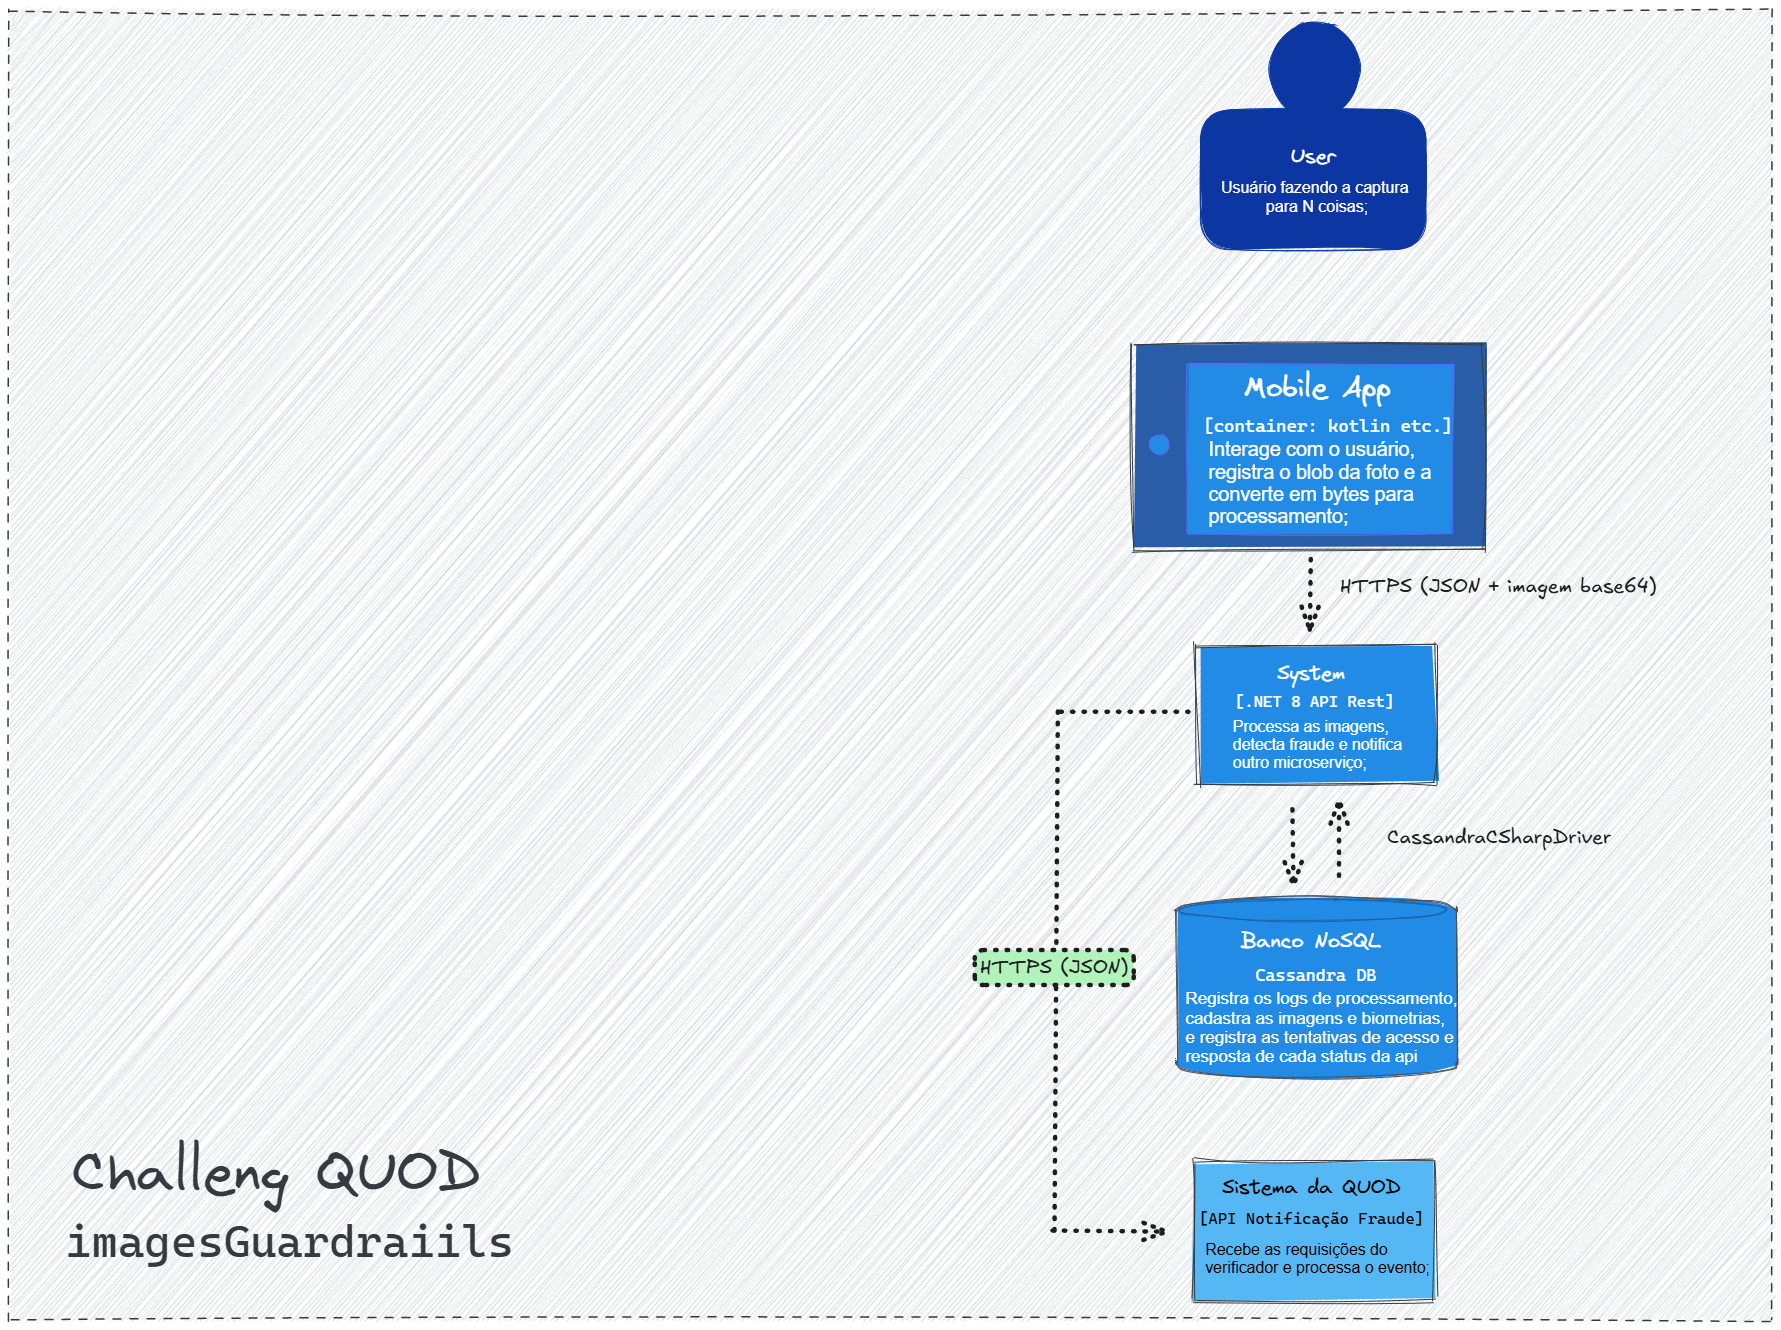 User
Usuário fazendo a captura
para N coisas;
Mobile App
[container: kotlin etc.]
Interage com o usuário,
registra o blob da foto e a
converte em bytes para
processamento;
HTTPS (JSON + imagem base64)
System
[.NET 8 API Rest]
Processa as imagens,
detecta fraude e notifica
outro microserviço;
CassandraCSharpDriver
Banco NoSQL
Cassandra DB
Registra os logs de processamento,
cadastra as imagens e biometrias,
e registra as tentativas de acesso e
resposta de cada status da api
HTTPS (JSON)
Sistema da QUOD
[API Notificação Fraude]
Recebe as requisições do
verificador e processa o evento;
Challeng QUOD
imagesGuardraiils